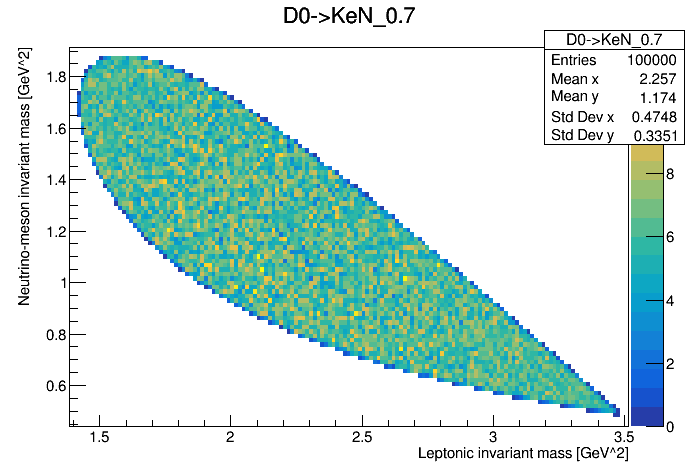 D0->KeN_0.7
D0->KeN_0.7
Entries 100000
Mean x 2.257
Mean y 1.174
Std Dev x 0.4748
Std Dev y 0.3351
Neutrino-meson invariant mass [GeV^2]
1.8
1.6
1.4
1.2
1
0.8
0.6
8
6
4
2
0
1.5 2 2.5 3 3.5
Leptonic invariant mass [GeV^2]